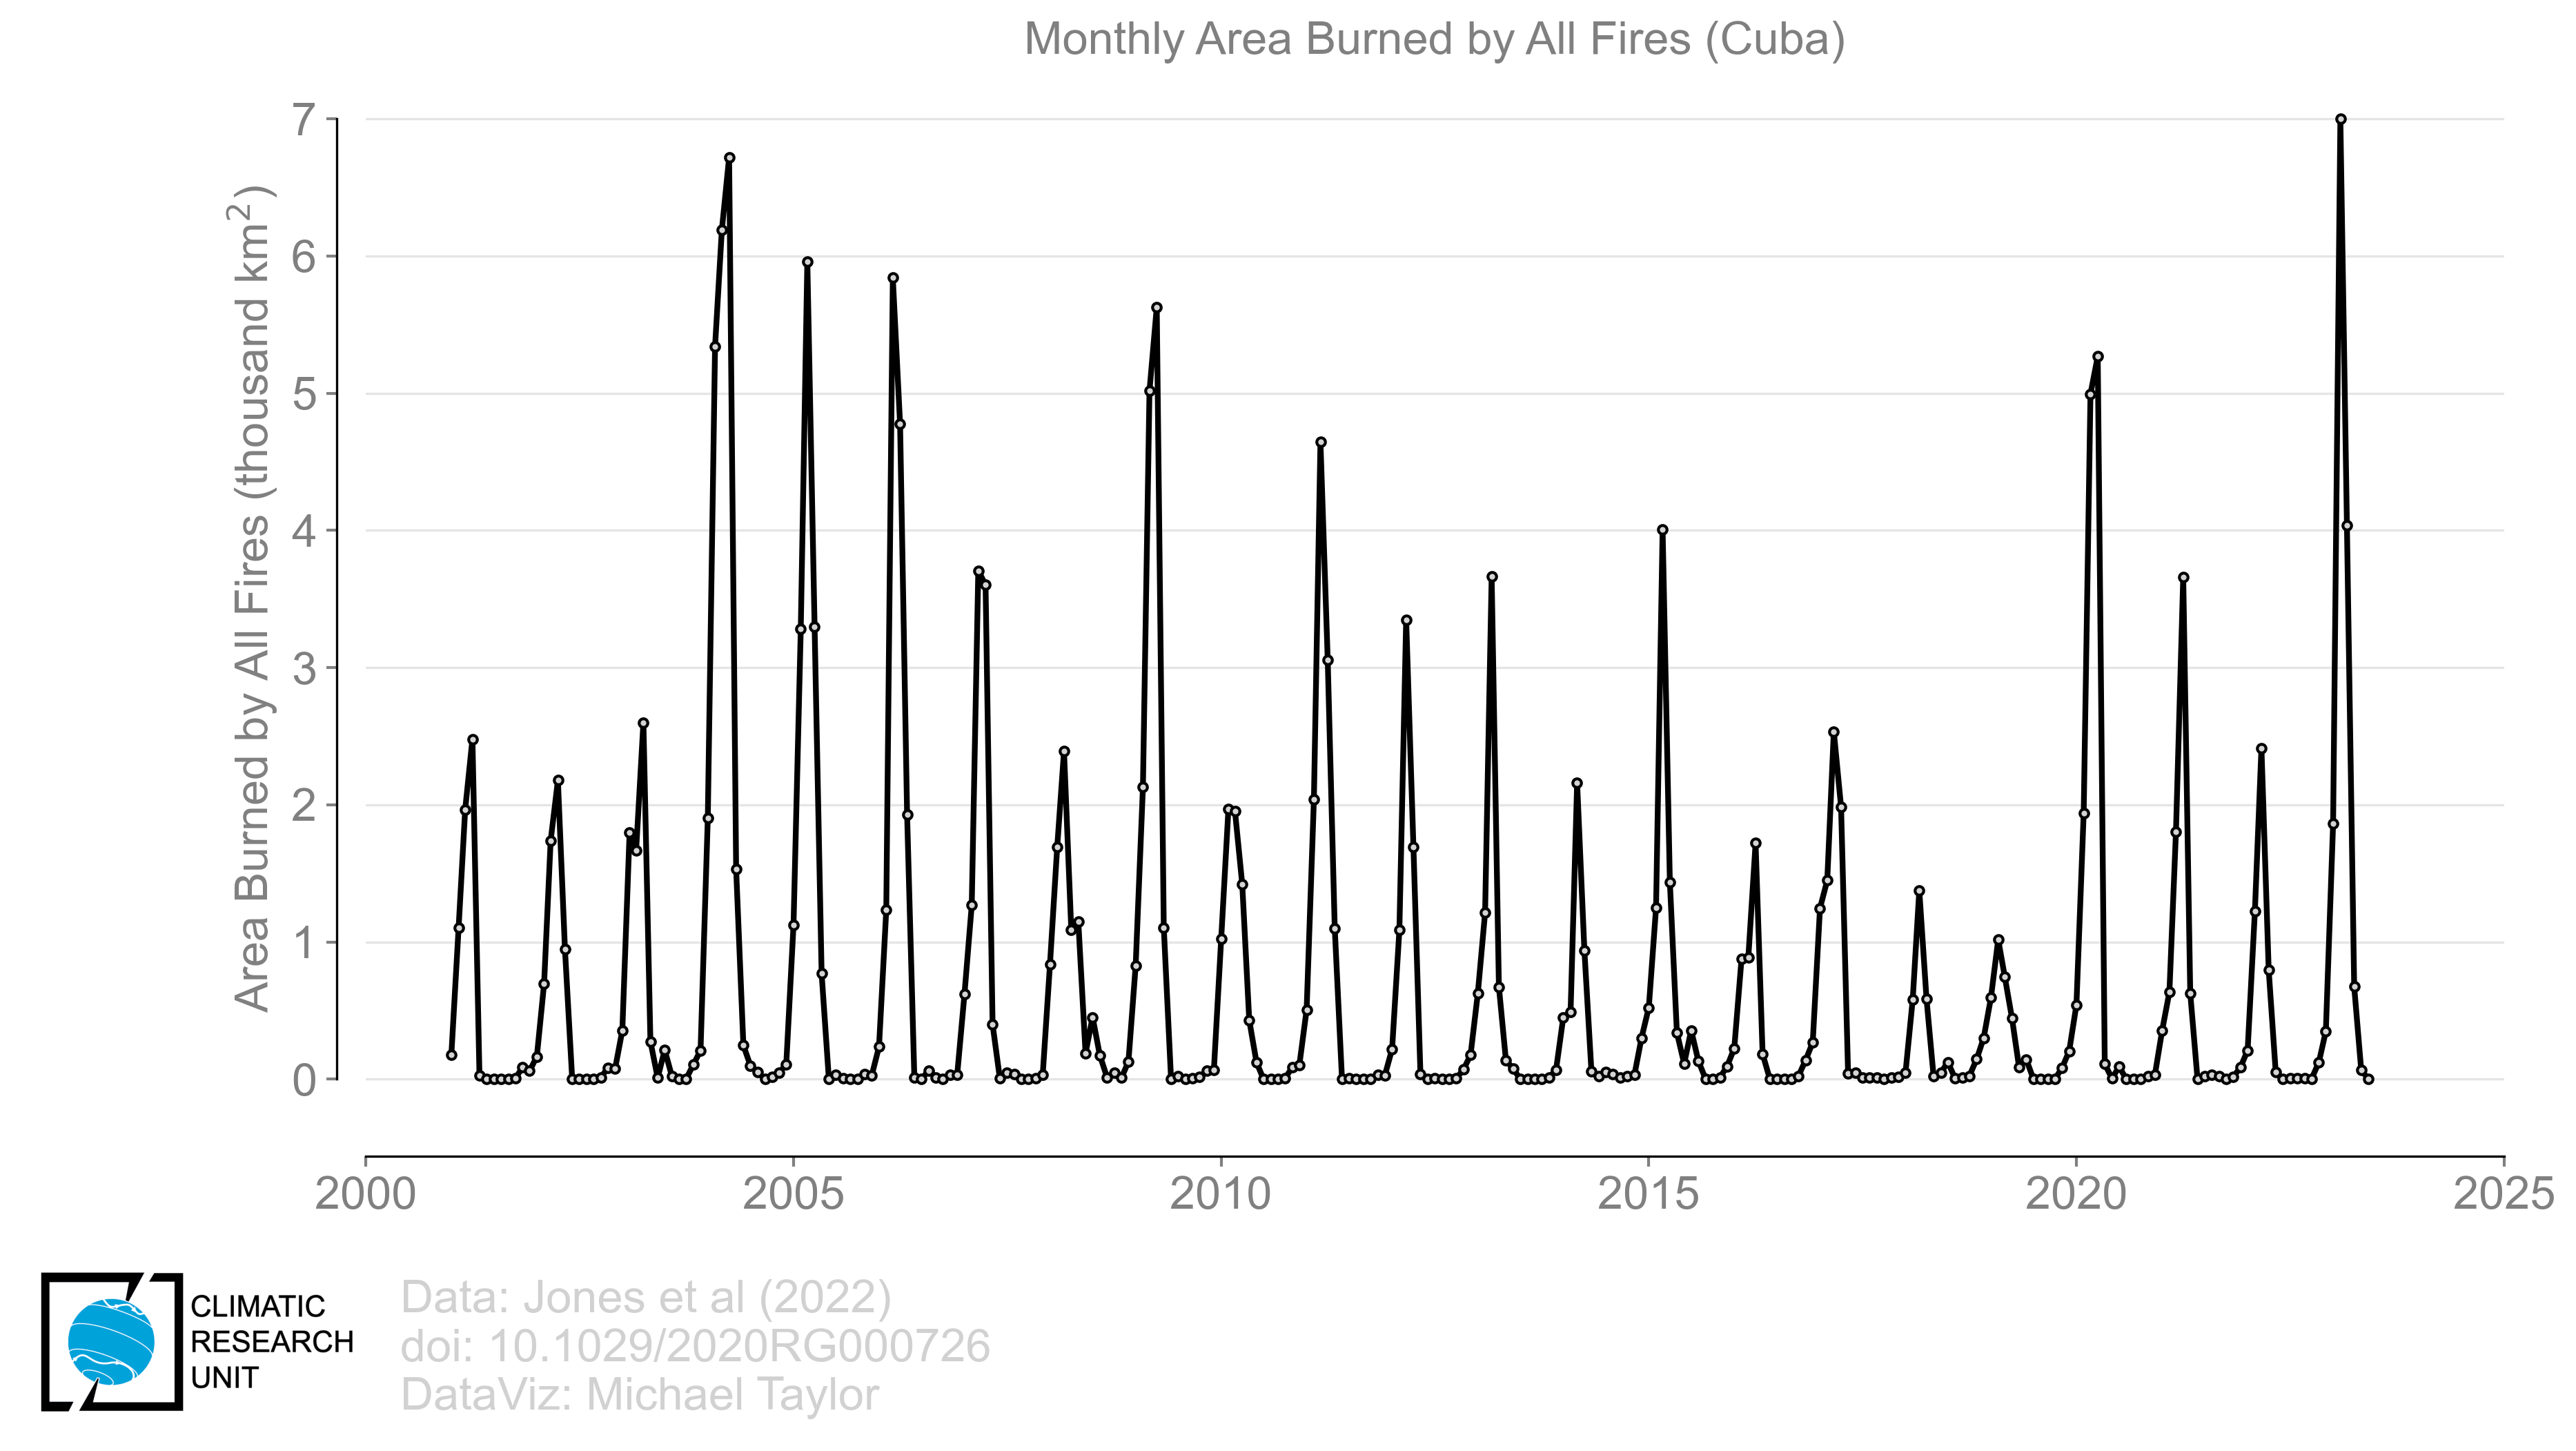 Monthly Area Burned by All Fires (Cuba)
Area Burned by All Fires (thousand km²)
7
6
5
4
3
2
1
0
2000 2005 2010 2015 2020 2025
CLIMATIC
RESEARCH
UNIT
Data: Jones et al (2022)
doi: 10.1029/2020RG000726
DataViz: Michael Taylor